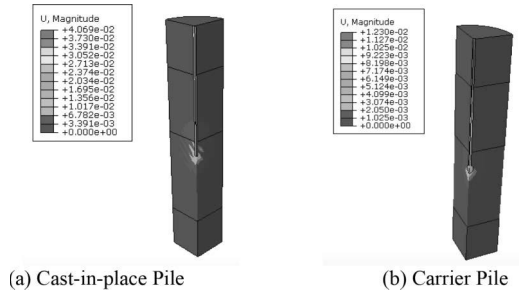 U, Magnitude
+4.069e-02
+3.730e-02
+3.391e-02
+3.052e-02
+2.713e-02
+2.374e-02
+2.034e-02
+1.695e-02
+1.356e-02
+1.017e-02
+6.782e-03
+3.391e-03
+0.000e+00
(a) Cast-in-place Pile
U, Magnitude
+1.230e-02
+1.127e-02
+1.025e-02
+9.223e-03
+8.198e-03
+7.174e-03
+6.149e-03
+5.124e-03
+4.099e-03
+3.074e-03
+2.050e-03
+1.025e-03
+0.000e+00
(b) Carrier Pile